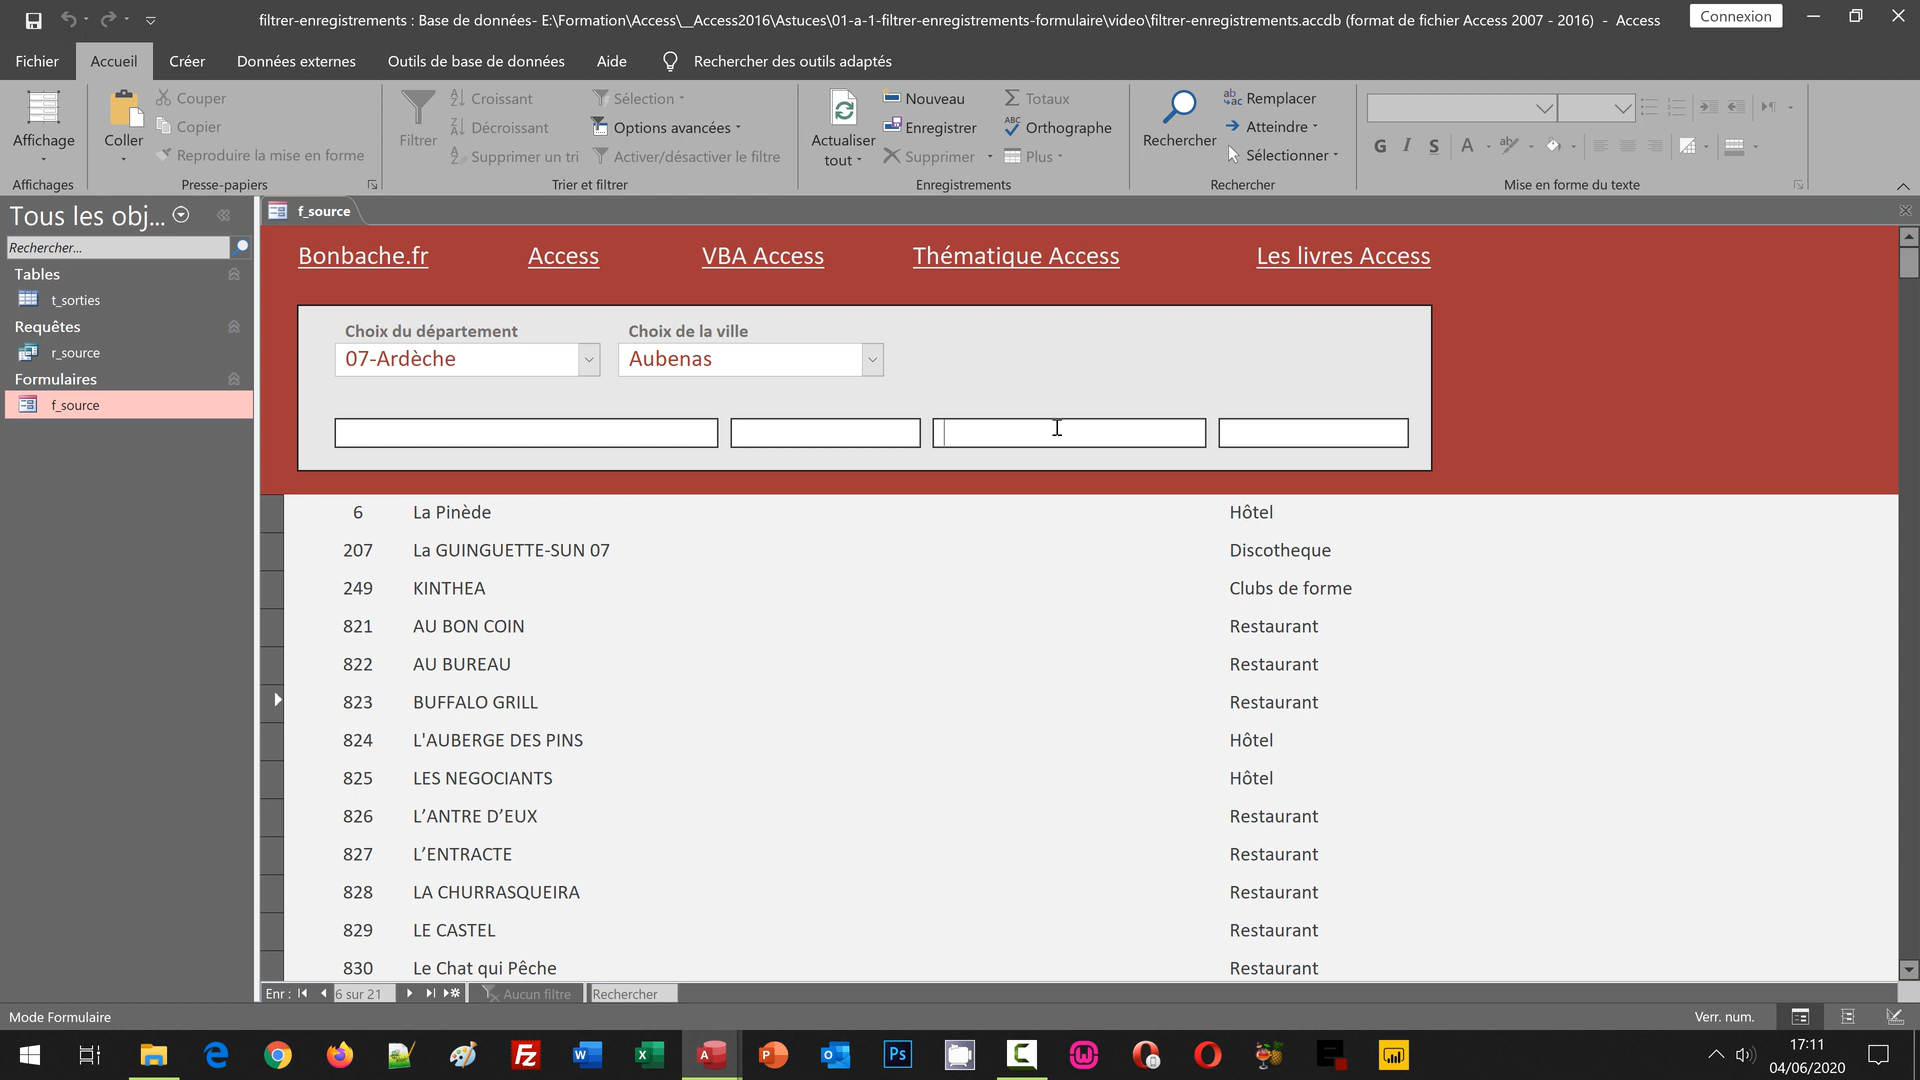 filtrer-enregistrements : Base de données- E:\Formation\Access\__Access2016\Astuces\01-a-1-filtrer-enregistrements-formulaire\video\filtrer-enregistrements.accdb (format de fichier Access 2007 - 2016) - Access
Connexion
Fichier Accueil Créer Données externes Outils de base de données Aide Rechercher des outils adaptés
Affichage
Affichages
Coller
Couper
Copier
Reproduire la mise en forme
Presse-papiers
Filtrer
Croissant
Décroissant
Supprimer un tri
Sélection
Options avancées
Activer/désactiver le filtre
Trier et filtrer
Actualiser
tout
Nouveau
Enregistrer
Supprimer
Totaux
Orthographe
Plus
Enregistrements
Rechercher
Remplacer
Atteindre
Sélectionner
Rechercher
G I S A
Mise en forme du texte
Tous les obj...
Rechercher...
Tables
t_sorties
Requêtes
r_source
Formulaires
f_source
f_source
Bonbache.fr Access VBA Access Thématique Access Les livres Access
Choix du département Choix de la ville
07-Ardèche Aubenas
6 La Pinède Hôtel
207 La GUINGUETTE-SUN 07 Discotheque
249 KINTHEA Clubs de forme
821 AU BON COIN Restaurant
822 AU BUREAU Restaurant
823 BUFFALO GRILL Restaurant
824 L'AUBERGE DES PINS Hôtel
825 LES NEGOCIANTS Hôtel
826 L’ANTRE D’EUX Restaurant
827 L’ENTRACTE Restaurant
828 LA CHURRASQUEIRA Restaurant
829 LE CASTEL Restaurant
830 Le Chat qui Pêche Restaurant
Enr : 6 sur 21 Aucun filtre Rechercher
Mode Formulaire Verr. num.
17:11
04/06/2020